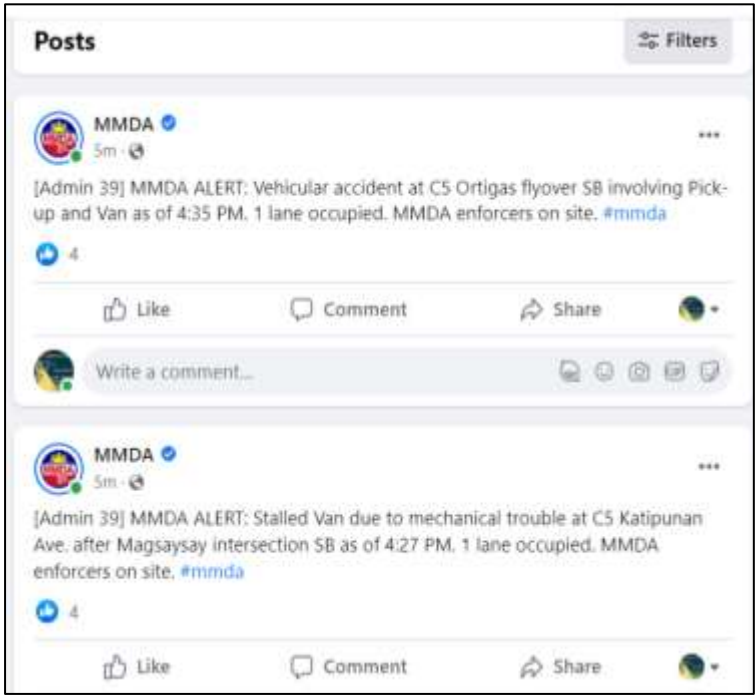 Posts
Filters
MMDA
5m
[Admin 39] MMDA ALERT: Vehicular accident at C5 Ortigas flyover SB involving Pick-
up and Van as of 4:35 PM. 1 lane occupied. MMDA enforcers on site. #mmda
4
Like Comment Share
Write a comment...
GIF
MMDA
5m
[Admin 39] MMDA ALERT: Stalled Van due to mechanical trouble at C5 Katipunan
Ave. after Magsaysay intersection SB as of 4:27 PM. 1 lane occupied. MMDA
enforcers on site. #mmda
4
Like Comment Share